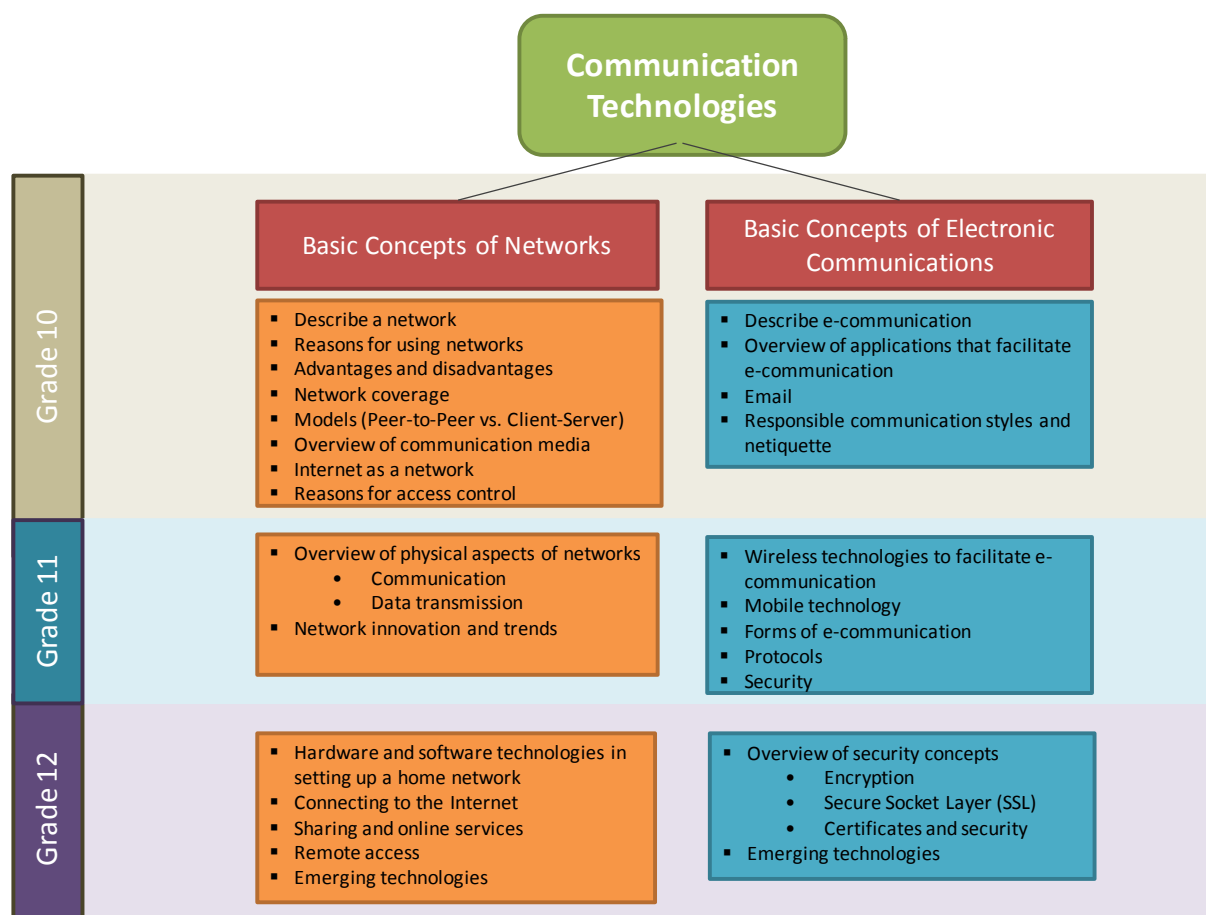 Communication
Technologies
Grade 10
Basic Concepts of Networks
▪ Describe a network
▪ Reasons for using networks
▪ Advantages and disadvantages
▪ Network coverage
▪ Models (Peer-to-Peer vs. Client-Server)
▪ Overview of communication media
▪ Internet as a network
▪ Reasons for access control
Basic Concepts of Electronic
Communications
▪ Describe e-communication
▪ Overview of applications that facilitate
e-communication
▪ Email
▪ Responsible communication styles and
netiquette
Grade 11
▪ Overview of physical aspects of networks
• Communication
• Data transmission
▪ Network innovation and trends
▪ Wireless technologies to facilitate e-
communication
▪ Mobile technology
▪ Forms of e-communication
▪ Protocols
▪ Security
Grade 12
▪ Hardware and software technologies in
setting up a home network
▪ Connecting to the Internet
▪ Sharing and online services
▪ Remote access
▪ Emerging technologies
▪ Overview of security concepts
• Encryption
• Secure Socket Layer (SSL)
• Certificates and security
▪ Emerging technologies